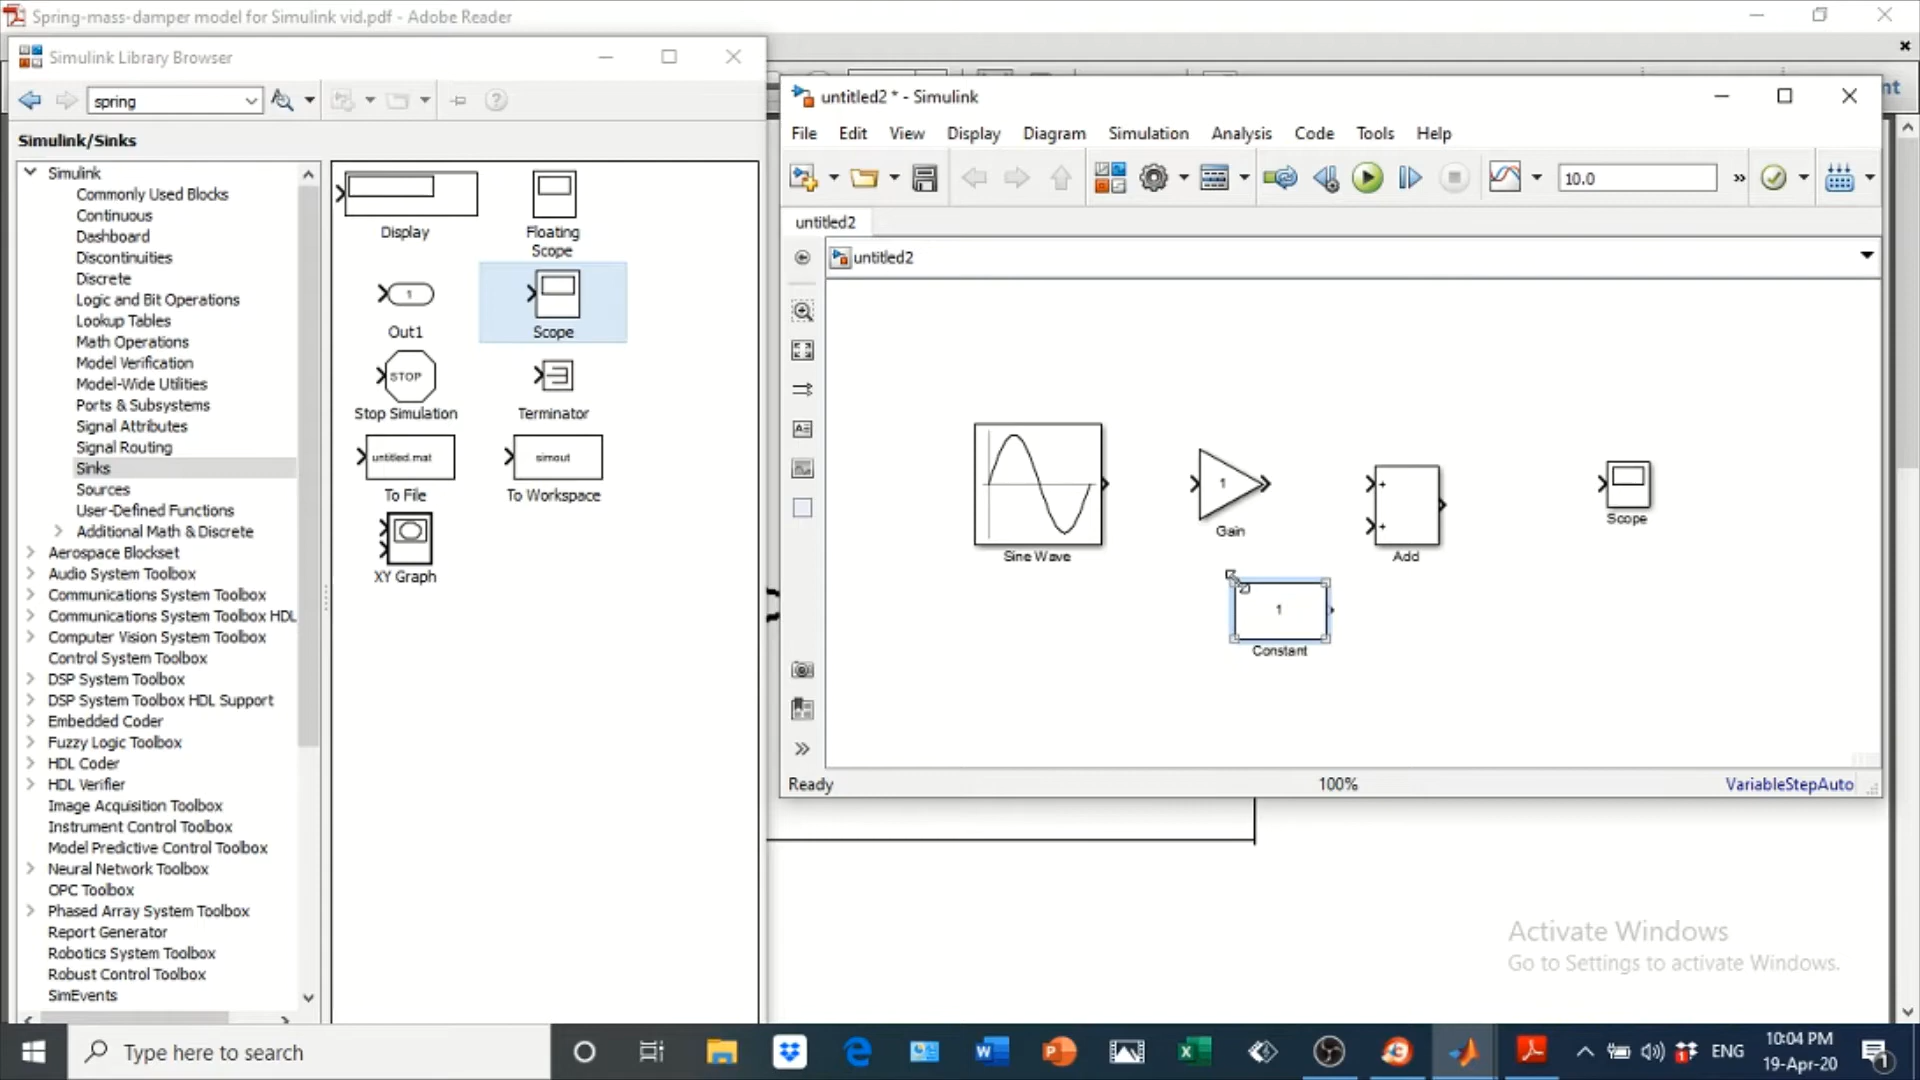 Spring-mass-damper model for Simulink vid.pdf - Adobe Reader
Simulink Library Browser
spring
Simulink/Sinks
Simulink
Commonly Used Blocks
Continuous
Dashboard
Discontinuities
Discrete
Logic and Bit Operations
Lookup Tables
Math Operations
Model Verification
Model-Wide Utilities
Ports & Subsystems
Signal Attributes
Signal Routing
Sinks
Sources
User-Defined Functions
Additional Math & Discrete
Aerospace Blockset
Audio System Toolbox
Communications System Toolbox
Communications System Toolbox HDL
Computer Vision System Toolbox
Control System Toolbox
DSP System Toolbox
DSP System Toolbox HDL Support
Embedded Coder
Fuzzy Logic Toolbox
HDL Coder
HDL Verifier
Image Acquisition Toolbox
Instrument Control Toolbox
Model Predictive Control Toolbox
Neural Network Toolbox
OPC Toolbox
Phased Array System Toolbox
Report Generator
Robotics System Toolbox
Robust Control Toolbox
SimEvents
Display
Floating
Scope
1
Out1
Scope
STOP
Stop Simulation
Terminator
untitled.mat
To File
simout
To Workspace
XY Graph
nt
untitled2 * - Simulink
File Edit View Display Diagram Simulation Analysis Code Tools Help
10.0
untitled2
untitled2
Sine Wave
1
Gain
+
+
Add
Scope
1
Constant
Ready
100%
VariableStepAuto
Activate Windows
Go to Settings to activate Windows.
Type here to search
ENG
10:04 PM
19-Apr-20
1